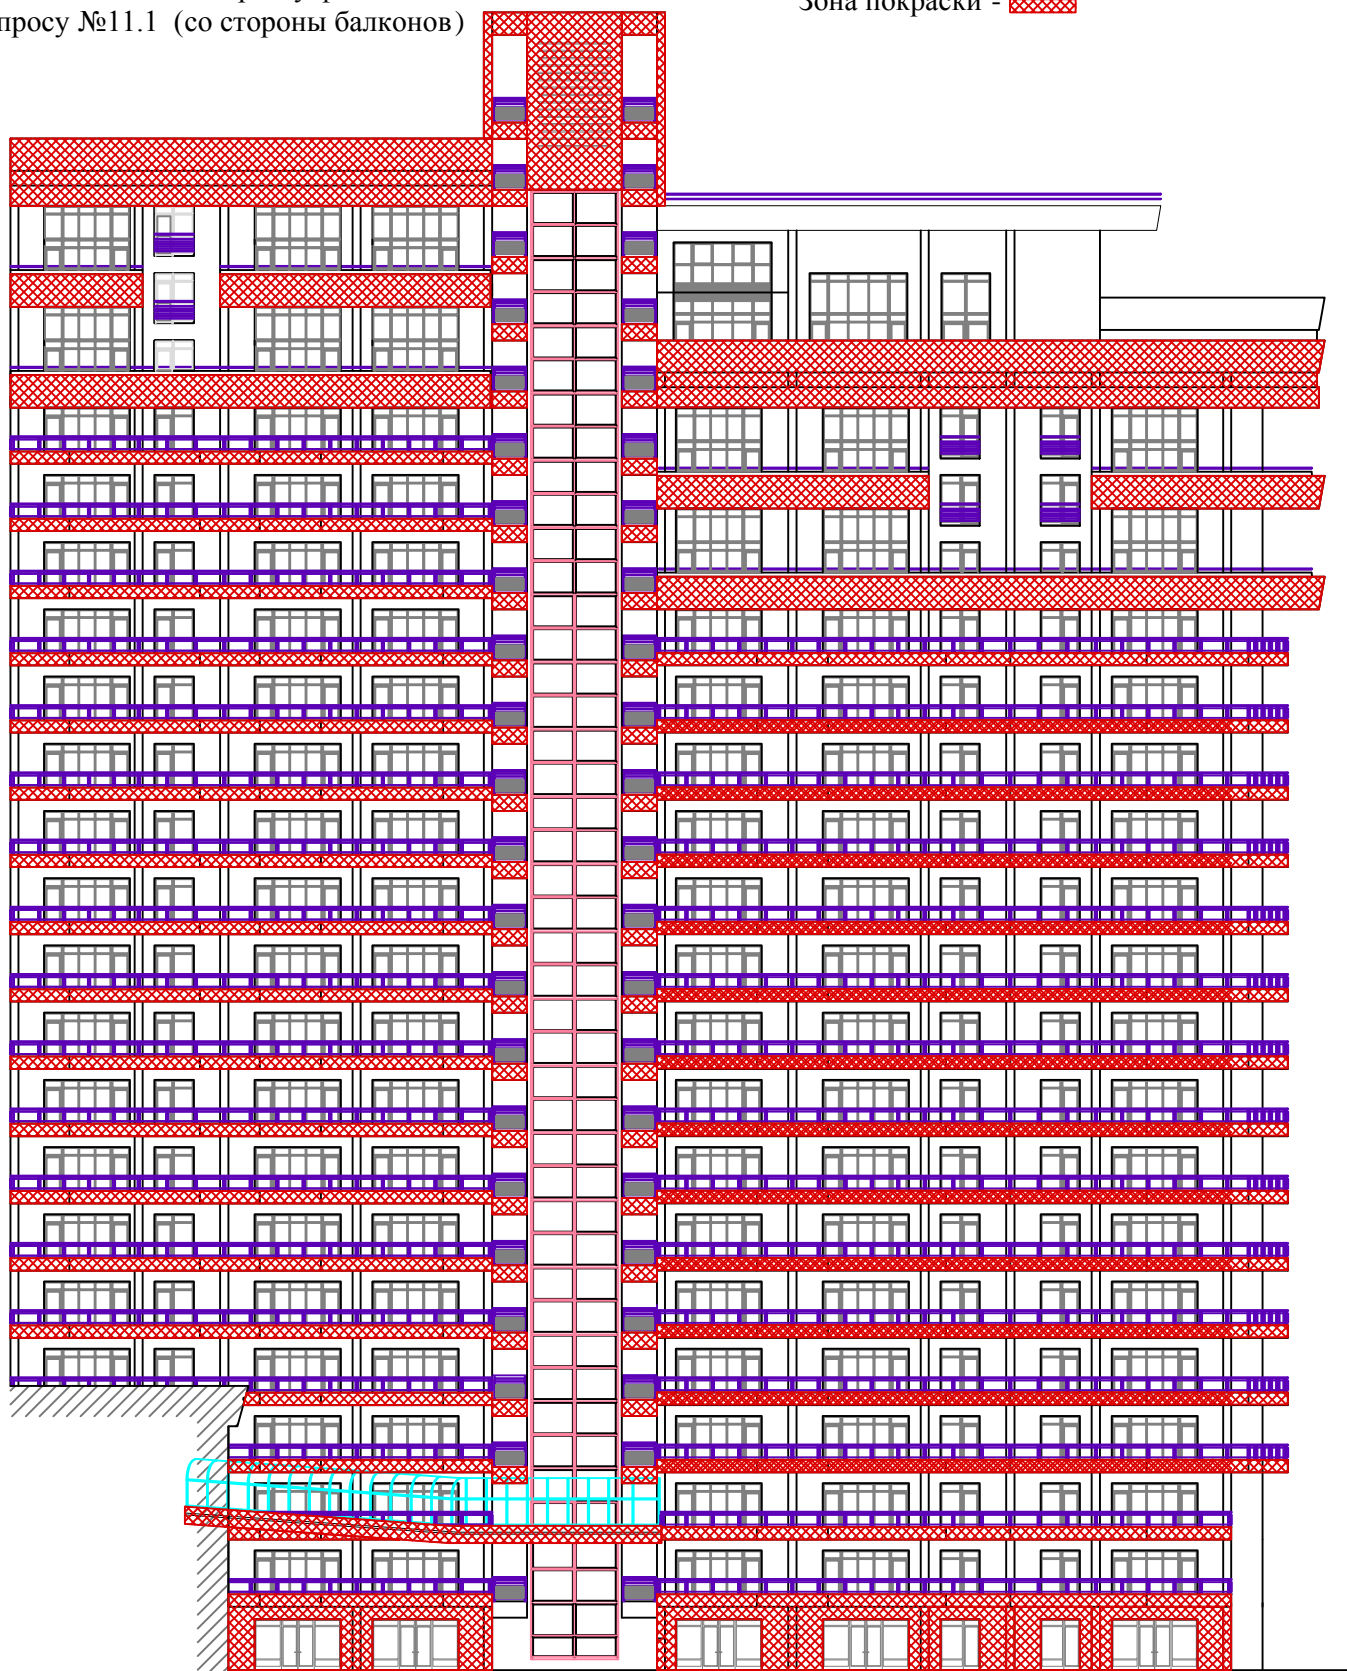 просу №11.1 (со стороны балконов)
Зона покраски -